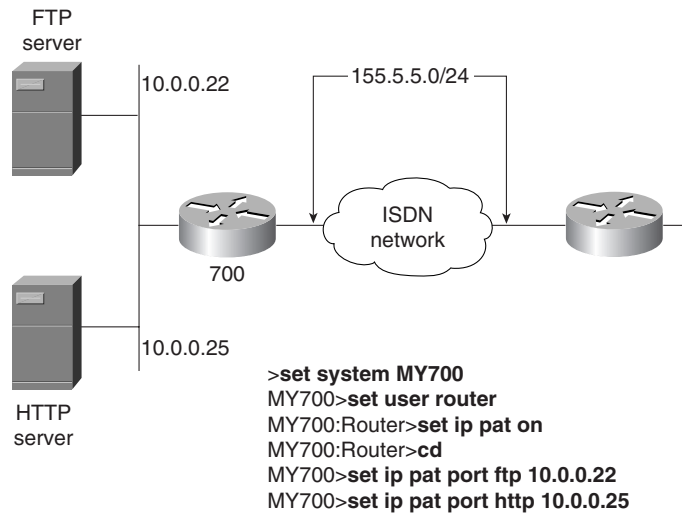 FTP
server
10.0.0.22
155.5.5.0/24
ISDN
network
700
10.0.0.25
HTTP
server
>set system MY700
MY700>set user router
MY700:Router>set ip pat on
MY700:Router>cd
MY700>set ip pat port ftp 10.0.0.22
MY700>set ip pat port http 10.0.0.25